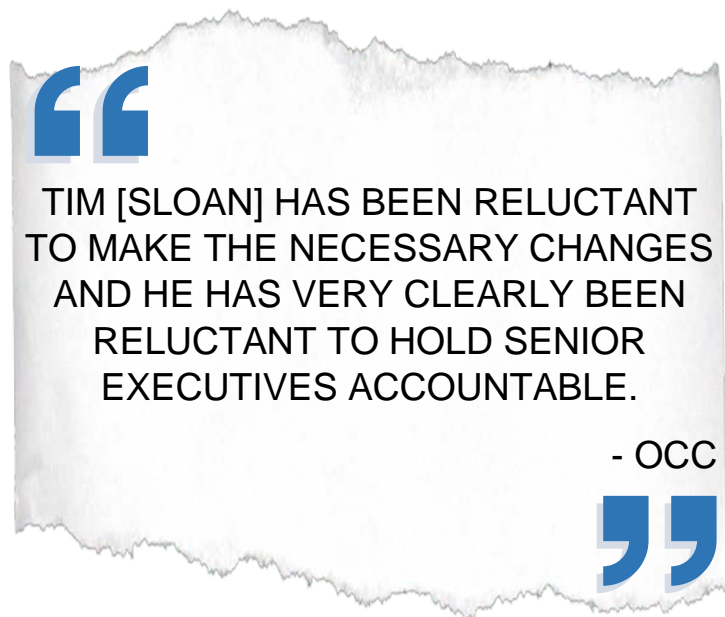 TIM [SLOAN] HAS BEEN RELUCTANT
TO MAKE THE NECESSARY CHANGES
AND HE HAS VERY CLEARLY BEEN
RELUCTANT TO HOLD SENIOR
EXECUTIVES ACCOUNTABLE.
- OCC